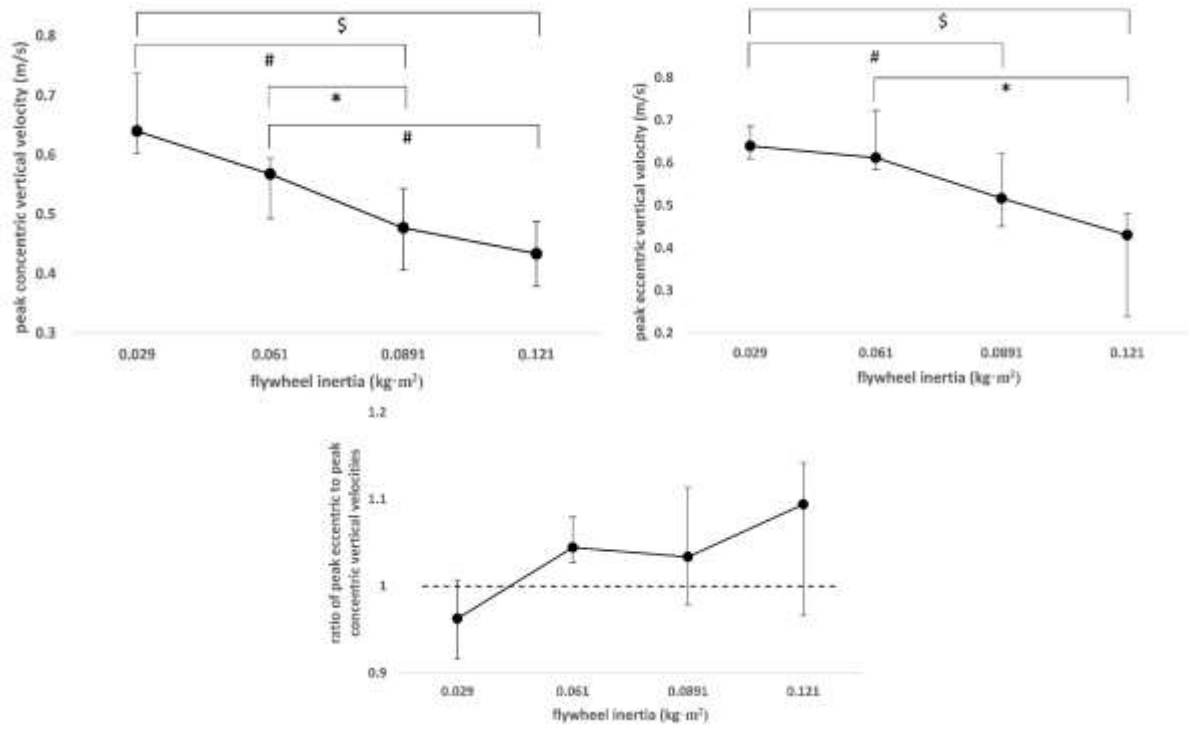 $
#
*
#
peak concentric vertical velocity (m/s)
0.8
0.7
0.6
0.5
0.4
0.3
0.029 0.061 0.0891 0.121
flywheel inertia (kg·m²)
$
#
*
peak eccentric vertical velocity (m/s)
0.8
0.7
0.6
0.5
0.4
0.3
0.2
0.029 0.061 0.0891 0.121
flywheel inertia (kg·m²)
ratio of peak eccentric to peak
concentric vertical velocities
1.2
1.1
1
0.9
0.029 0.061 0.0891 0.121
flywheel inertia (kg·m²)